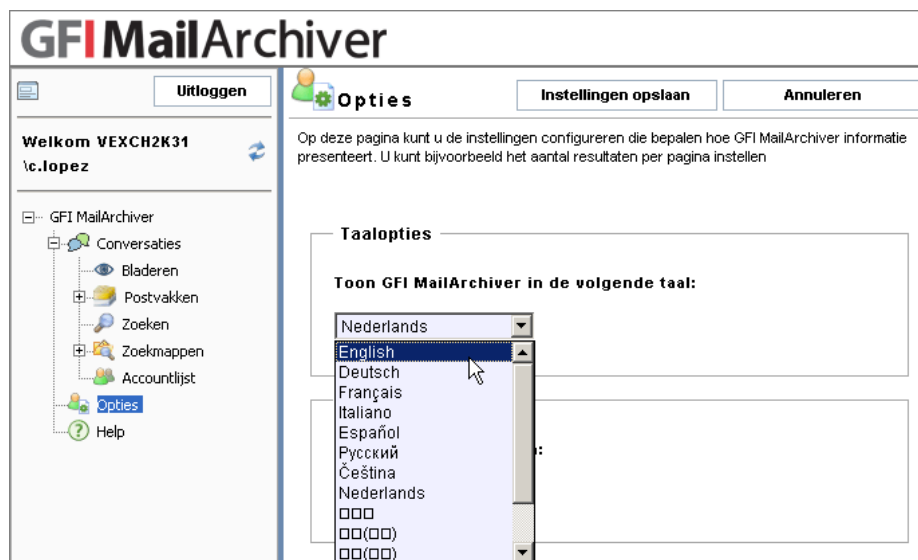 GFI MailArchiver
Uitloggen
Welkom VEXCH2K31
\c.lopez
GFI MailArchiver
Conversaties
Bladeren
Postvakken
Zoeken
Zoekmappen
Accountlijst
Opties
Help
Opties
Instellingen opslaan
Annuleren
Op deze pagina kunt u de instellingen configureren die bepalen hoe GFI MailArchiver informatie
presenteert. U kunt bijvoorbeeld het aantal resultaten per pagina instellen
Taalopties
Toon GFI MailArchiver in de volgende taal:
Nederlands
English
Deutsch
Français
Italiano
Español
Русский
Čeština
Nederlands
□□□
□□(□□)
□□(□□)